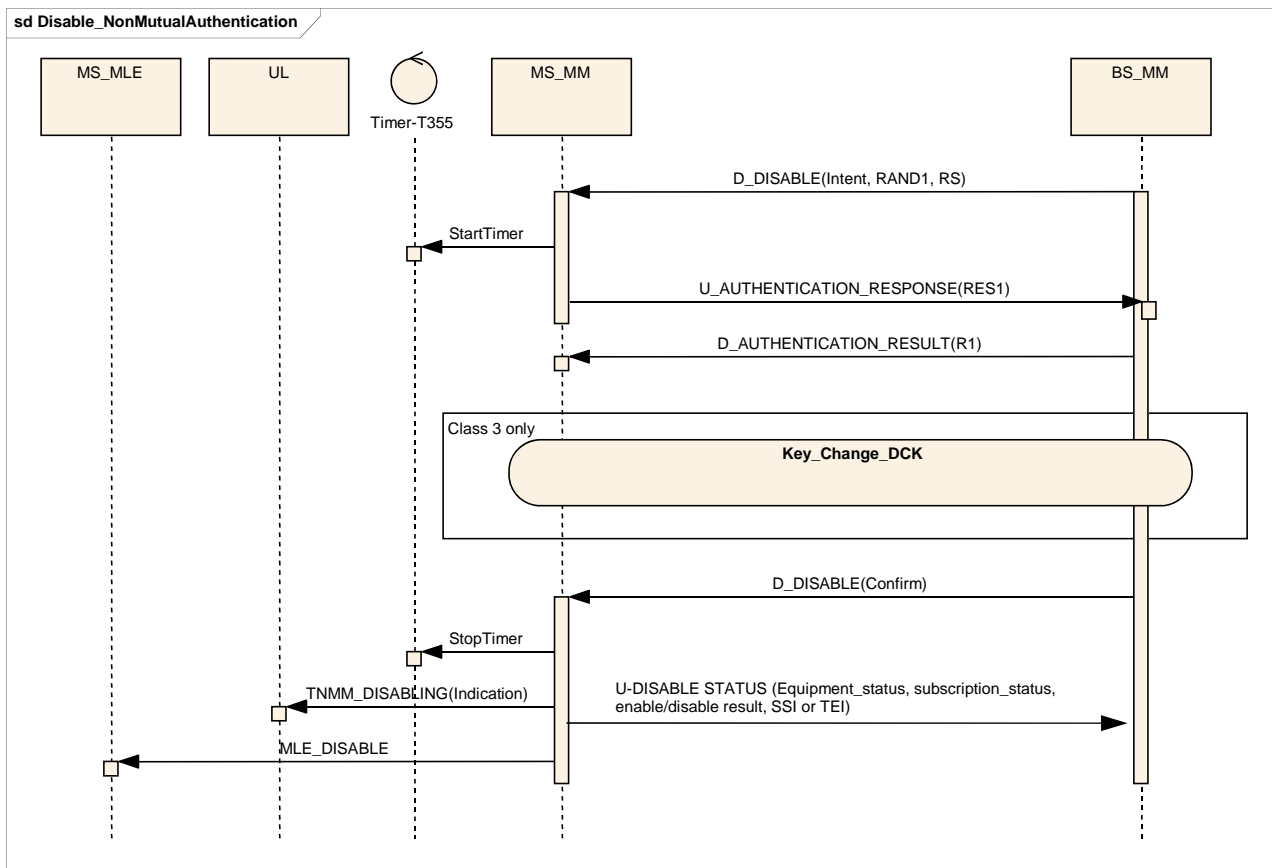 sd Disable_NonMutualAuthentication
MS_MLE
UL
Timer-T355
MS_MM
BS_MM
D_DISABLE(Intent, RAND1, RS)
StartTimer
U_AUTHENTICATION_RESPONSE(RES1)
D_AUTHENTICATION_RESULT(R1)
Class 3 only
Key_Change_DCK
D_DISABLE(Confirm)
StopTimer
TNMM_DISABLING(Indication)
U-DISABLE STATUS (Equipment_status, subscription_status,
enable/disable result, SSI or TEI)
MLE_DISABLE